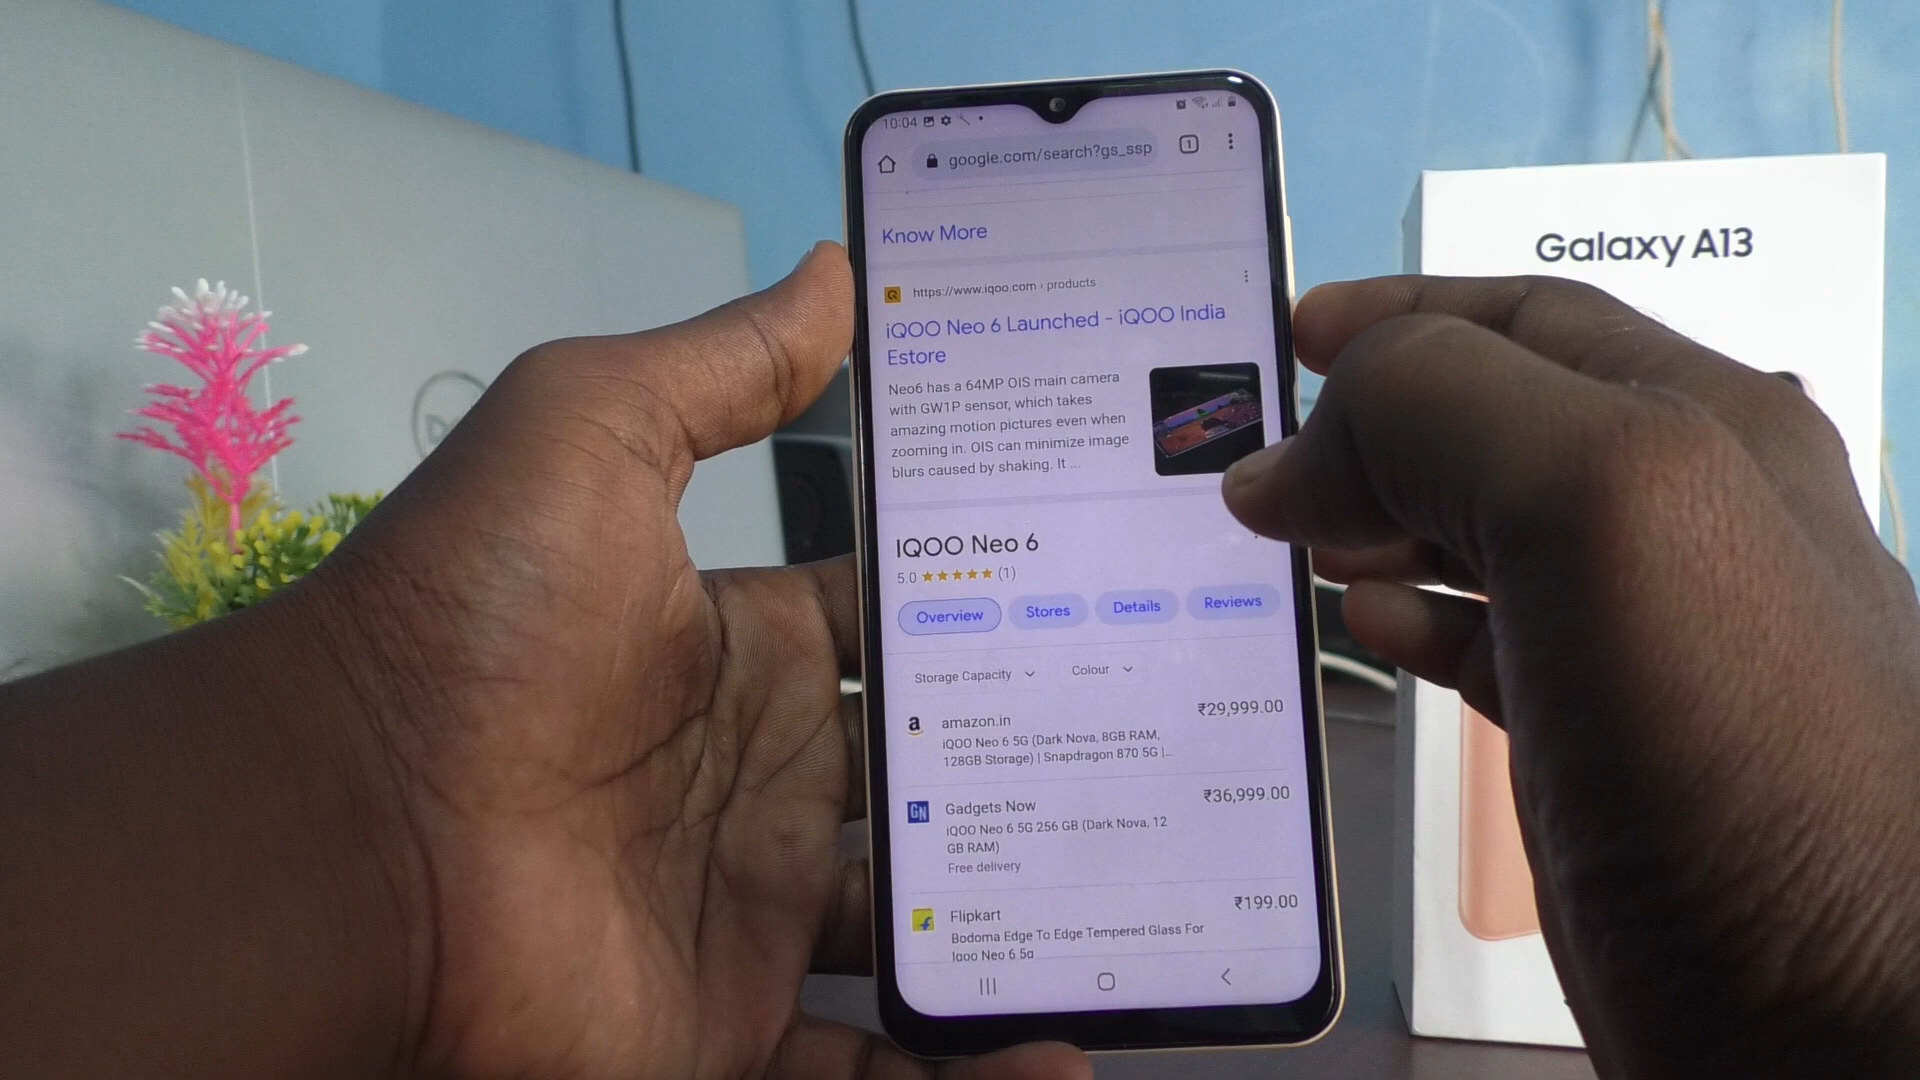 10:04
google.com/search?gs_ssp
1
Know More
https://www.iqoo.com › products
iQOO Neo 6 Launched - iQOO India
Estore
Neo6 has a 64MP OIS main camera
with GW1P sensor, which takes
amazing motion pictures even when
zooming in. OIS can minimize image
blurs caused by shaking. It ...
IQOO Neo 6
5.0 ★★★★★ (1)
Overview Stores Details Reviews
Storage Capacity Colour
a amazon.in ₹29,999.00
iQOO Neo 6 5G (Dark Nova, 8GB RAM,
128GB Storage) | Snapdragon 870 5G |...
GN Gadgets Now ₹36,999.00
iQOO Neo 6 5G 256 GB (Dark Nova, 12
GB RAM)
Free delivery
Flipkart ₹199.00
Bodoma Edge To Edge Tempered Glass For
Iqoo Neo 6 5g
Galaxy A13